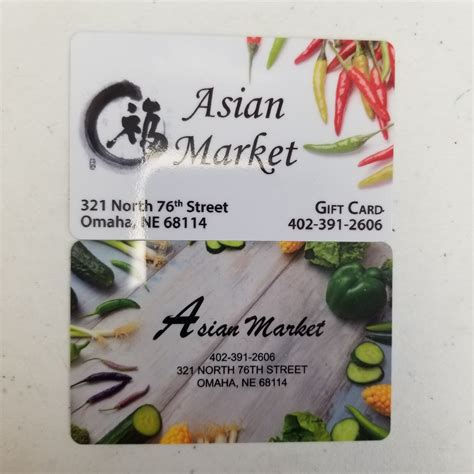 福
Asian
Market
321 North 76th Street
Omaha, NE 68114
Gift Card
402-391-2606
Asian Market
402-391-2606
321 NORTH 76TH STREET
OMAHA, NE 68114